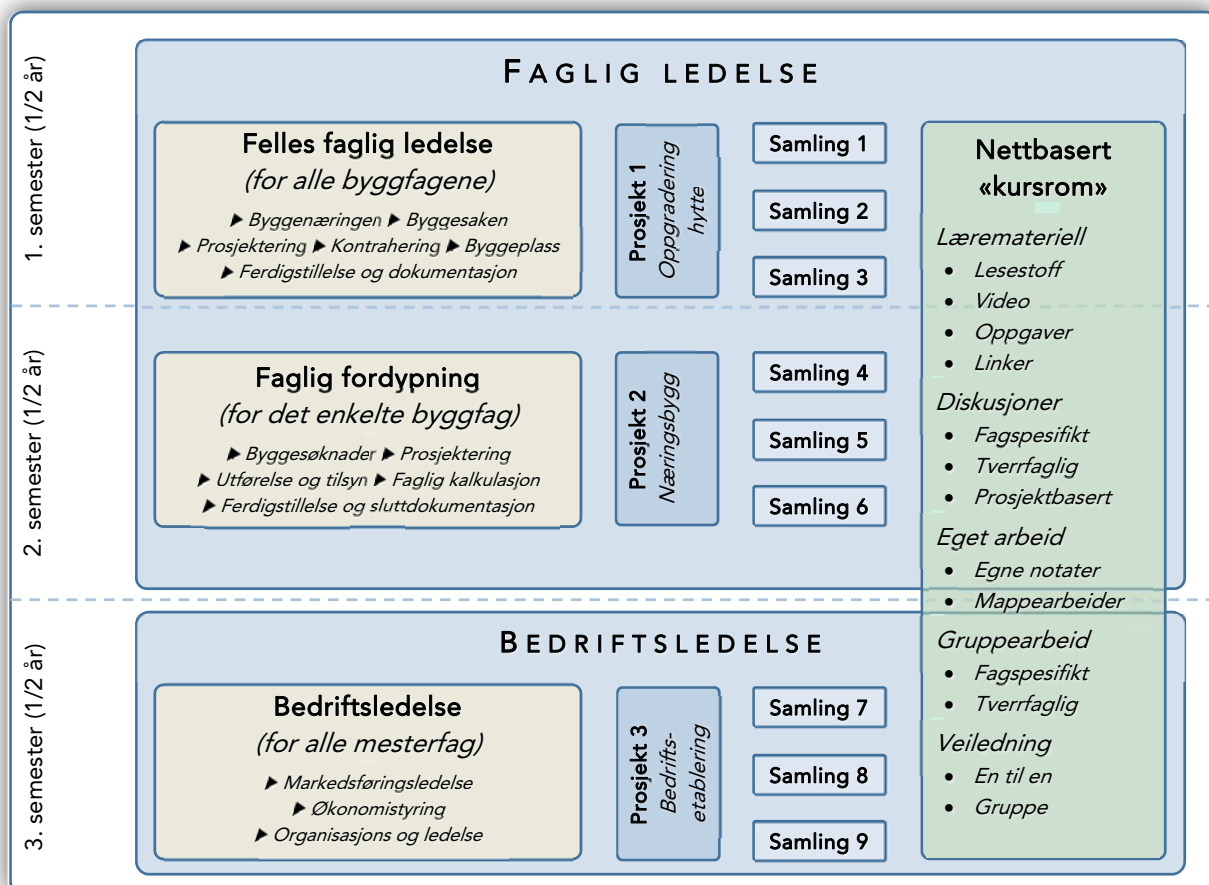 1. semester (1/2 år)
FAGLIG LEDELSE
Felles faglig ledelse
(for alle byggfagene)
▶ Byggenæringen ▶ Byggesaken
▶ Prosjektering ▶ Kontrahering ▶ Byggeplass
▶ Ferdigstillelse og dokumentasjon
Prosjekt 1
Oppgradering
hytte
Samling 1
Samling 2
Samling 3
2. semester (1/2 år)
Faglig fordypning
(for det enkelte byggfag)
▶ Byggesøknader ▶ Prosjektering
▶ Utførelse og tilsyn ▶ Faglig kalkulasjon
▶ Ferdigstillelse og sluttdokumentasjon
Prosjekt 2
Næringsbygg
Samling 4
Samling 5
Samling 6
3. semester (1/2 år)
BEDRIFTSLEDELSE
Bedriftsledelse
(for alle mesterfag)
▶ Markedsføringsledelse
▶ Økonomistyring
▶ Organisasjons og ledelse
Prosjekt 3
Bedrifts-
etablering
Samling 7
Samling 8
Samling 9
Nettbasert
«kursrom»
Læremateriell
• Lesestoff
• Video
• Oppgaver
• Linker
Diskusjoner
• Fagspesifikt
• Tverrfaglig
• Prosjektbasert
Eget arbeid
• Egne notater
• Mappearbeider
Gruppearbeid
• Fagspesifikt
• Tverrfaglig
Veiledning
• En til en
• Gruppe